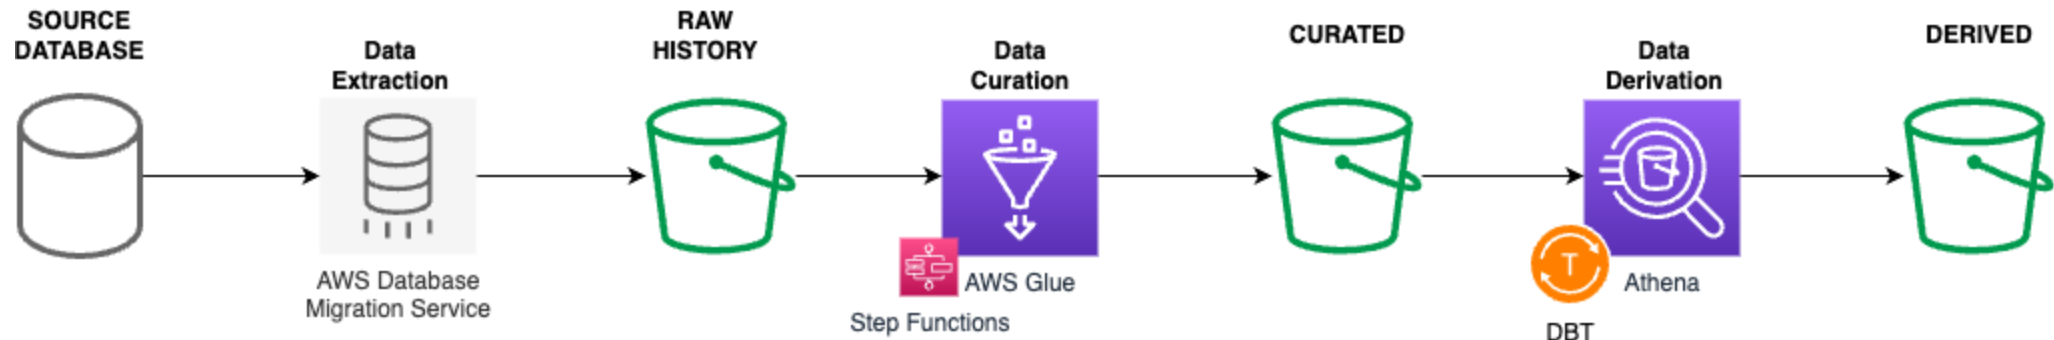 SOURCE
DATABASE
Data
Extraction
AWS Database
Migration Service
RAW
HISTORY
Data
Curation
AWS Glue
Step Functions
CURATED
Data
Derivation
T
Athena
DBT
DERIVED